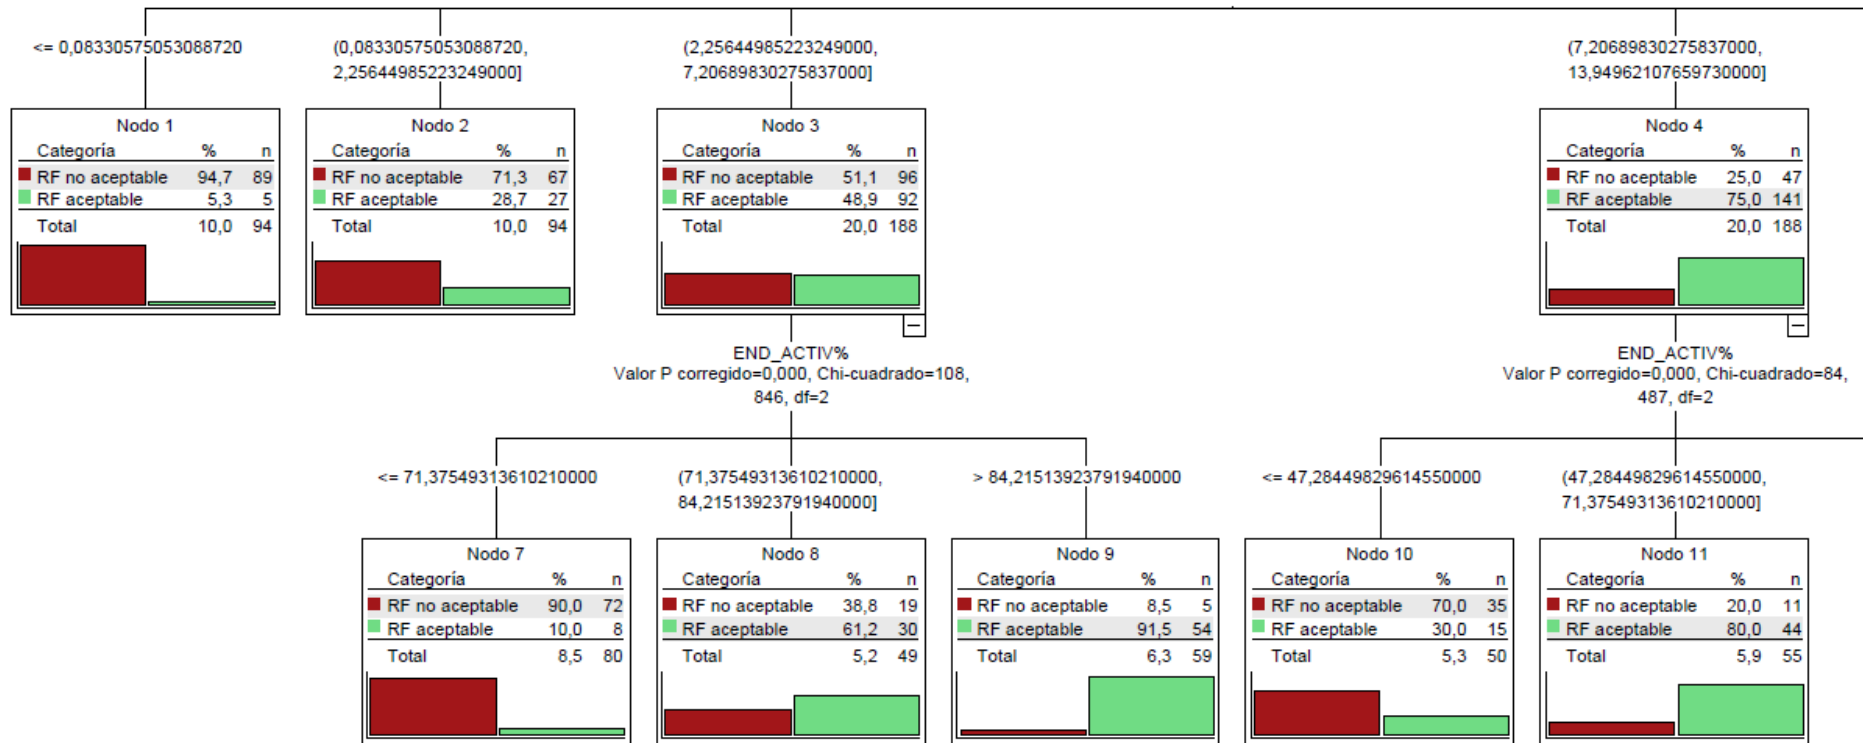 <= 0,08330575053088720
(0,08330575053088720,
2,25644985223249000]
(2,25644985223249000,
7,20689830275837000]
(7,20689830275837000,
13,94962107659730000]
Nodo 1
Categoría % n
RF no aceptable 94,7 89
RF aceptable 5,3 5
Total 10,0 94
Nodo 2
Categoría % n
RF no aceptable 71,3 67
RF aceptable 28,7 27
Total 10,0 94
Nodo 3
Categoría % n
RF no aceptable 51,1 96
RF aceptable 48,9 92
Total 20,0 188
Nodo 4
Categoría % n
RF no aceptable 25,0 47
RF aceptable 75,0 141
Total 20,0 188
END_ACTIV%
Valor P corregido=0,000, Chi-cuadrado=108,
846, df=2
END_ACTIV%
Valor P corregido=0,000, Chi-cuadrado=84,
487, df=2
<= 71,37549313610210000
(71,37549313610210000,
84,21513923791940000]
> 84,21513923791940000
<= 47,28449829614550000
(47,28449829614550000,
71,37549313610210000]
Nodo 7
Categoría % n
RF no aceptable 90,0 72
RF aceptable 10,0 8
Total 8,5 80
Nodo 8
Categoría % n
RF no aceptable 38,8 19
RF aceptable 61,2 30
Total 5,2 49
Nodo 9
Categoría % n
RF no aceptable 8,5 5
RF aceptable 91,5 54
Total 6,3 59
Nodo 10
Categoría % n
RF no aceptable 70,0 35
RF aceptable 30,0 15
Total 5,3 50
Nodo 11
Categoría % n
RF no aceptable 20,0 11
RF aceptable 80,0 44
Total 5,9 55